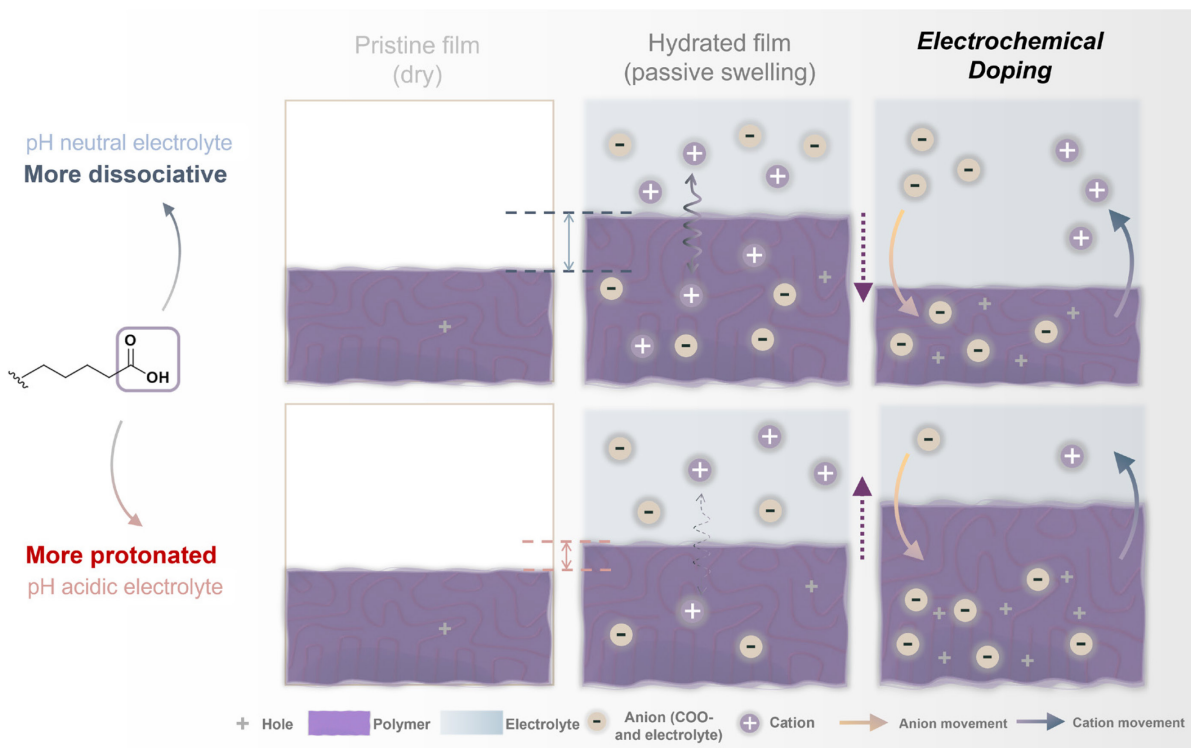 Pristine film
(dry)
Hydrated film
(passive swelling)
Electrochemical
Doping
pH neutral electrolyte
More dissociative
O
OH
More protonated
pH acidic electrolyte
Hole
Polymer
Electrolyte
Anion (COO-
and electrolyte)
Cation
Anion movement
Cation movement